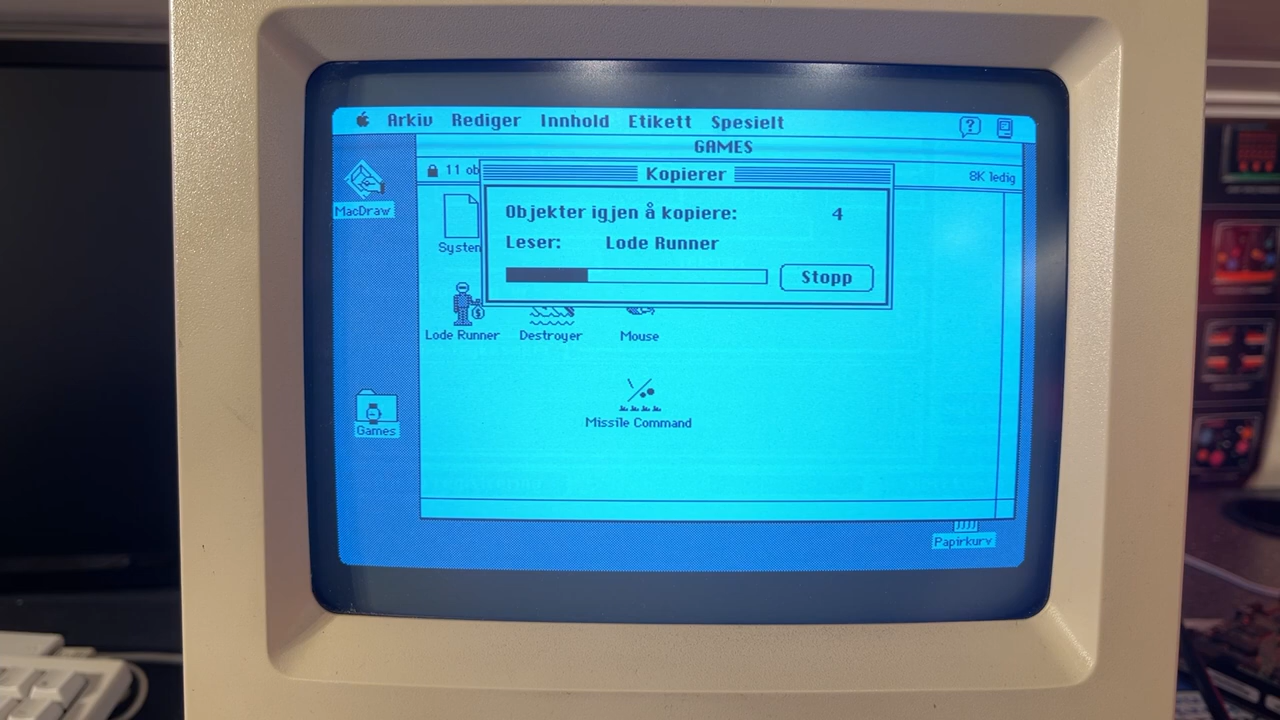 Arkiv Rediger Innhold Etikett Spesielt
GAMES
11 ob
8K ledig
Kopierer
Objekter igjen å kopiere: 4
Leser: Lode Runner
Stopp
MacDraw
System
Lode Runner
Destroyer
Mouse
Missile Command
Games
Papirkurv